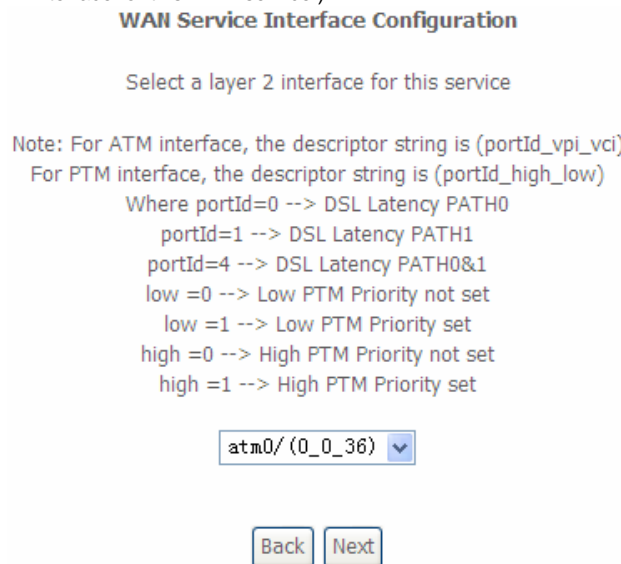 WAN Service Interface Configuration
Select a layer 2 interface for this service
Note: For ATM interface, the descriptor string is (portId_vpi_vci)
For PTM interface, the descriptor string is (portId_high_low)
Where portId=0 --> DSL Latency PATH0
portId=1 --> DSL Latency PATH1
portId=4 --> DSL Latency PATH0&1
low =0 --> Low PTM Priority not set
low =1 --> Low PTM Priority set
high =0 --> High PTM Priority not set
high =1 --> High PTM Priority set
atm0/(0_0_36)
Back Next